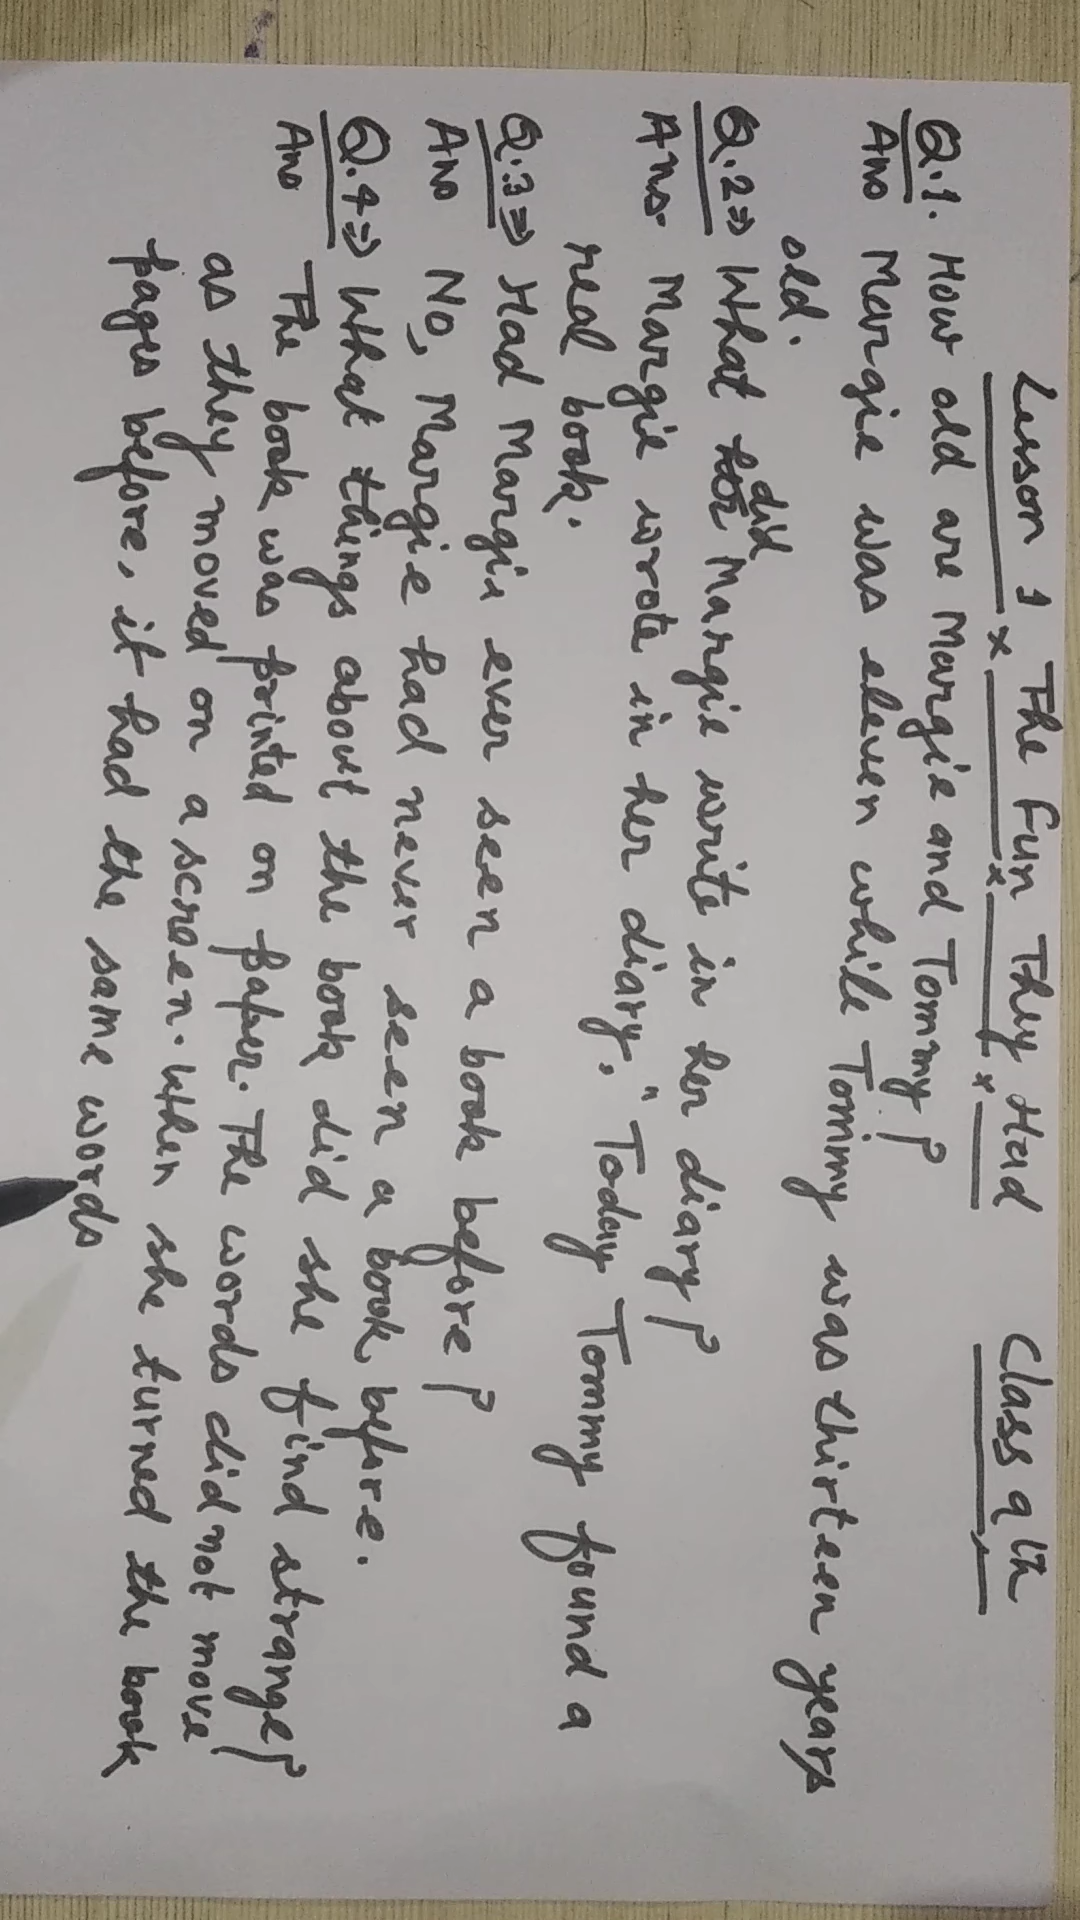 Lesson 1 The Fun They Had Class 9th
Q.1. How old are Margie and Tommy?
Ans Margie was eleven while Tommy was thirteen years
old.
Q.2⇒ What did Margie write in her diary?
Ans. Margie wrote in her diary, "Today Tommy found a
real book.
Q.3⇒ Had Margie ever seen a book before?
Ans No, Margie had never seen a book before.
Q.4⇒ What things about the book did she find strange?
Ans The book was printed on paper. The words did not move
as they moved on a screen. When she turned the book
pages before, it had the same words